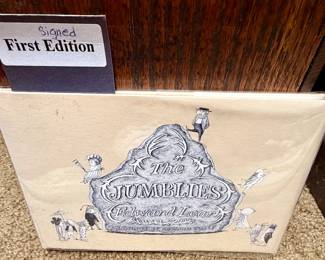 Signed
First Edition
The
JUMBLIES
Edward Lear